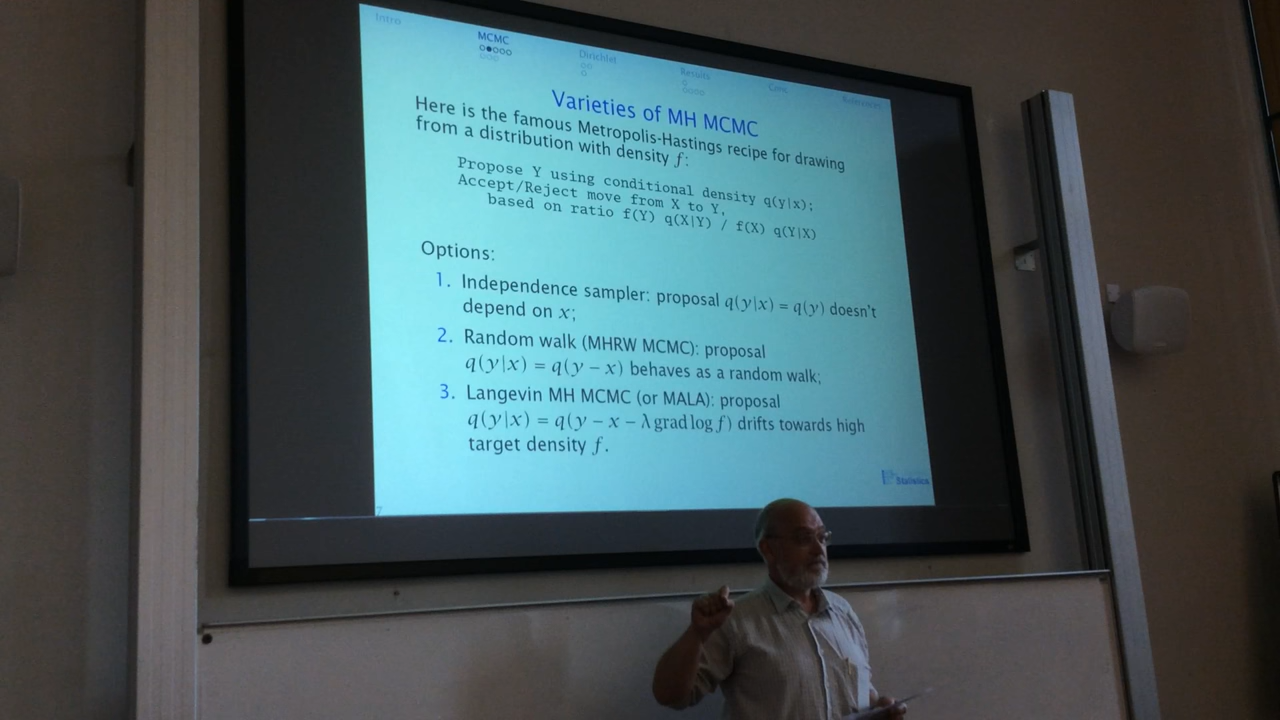 Intro
MCMC
Dirichlet
Results
Conc
References
Varieties of MH MCMC
Here is the famous Metropolis-Hastings recipe for drawing
from a distribution with density f:
Propose Y using conditional density q(y|x);
Accept/Reject move from X to Y,
based on ratio f(Y) q(X|Y) / f(X) q(Y|X)
Options:
1. Independence sampler: proposal q(y|x) = q(y) doesn't
depend on x;
2. Random walk (MHRW MCMC): proposal
q(y|x) = q(y − x) behaves as a random walk;
3. Langevin MH MCMC (or MALA): proposal
q(y|x) = q(y − x − λ grad log f) drifts towards high
target density f.
Statistics
7